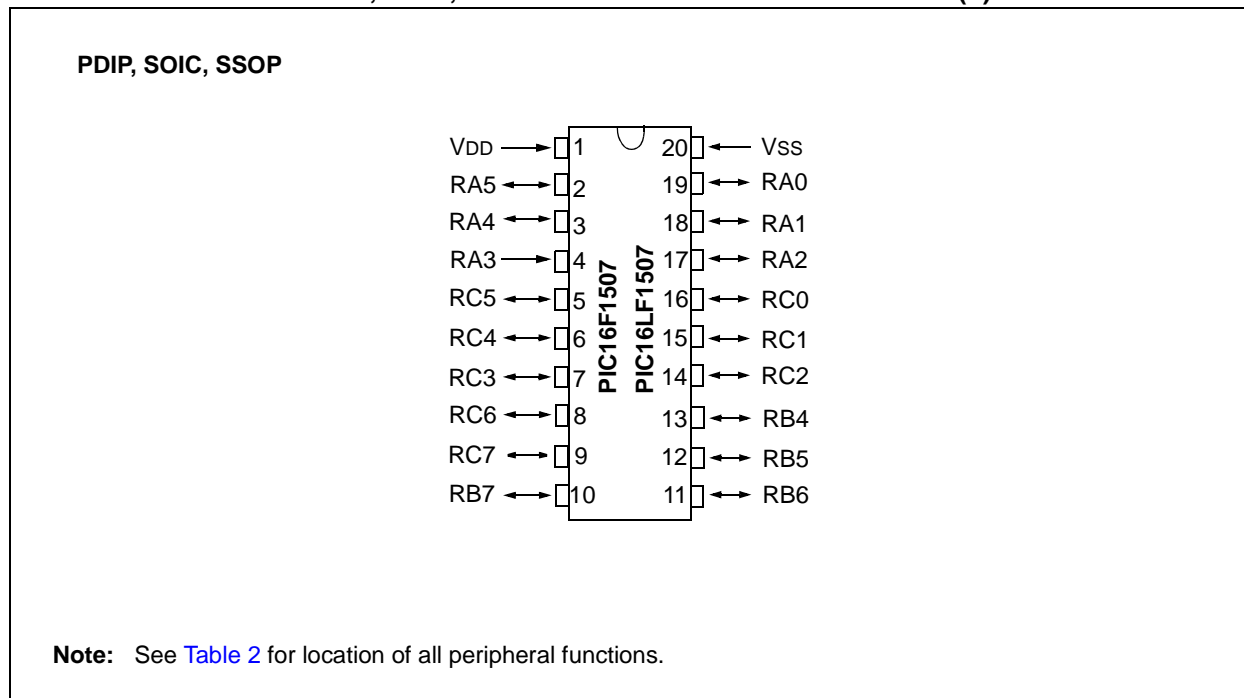 PDIP, SOIC, SSOP
VDD 1 20 VSS
RA5 2 19 RA0
RA4 3 18 RA1
RA3 4 17 RA2
RC5 5 16 RC0
RC4 6 15 RC1
RC3 7 14 RC2
RC6 8 13 RB4
RC7 9 12 RB5
RB7 10 11 RB6
PIC16F1507
PIC16LF1507
Note: See Table 2 for location of all peripheral functions.